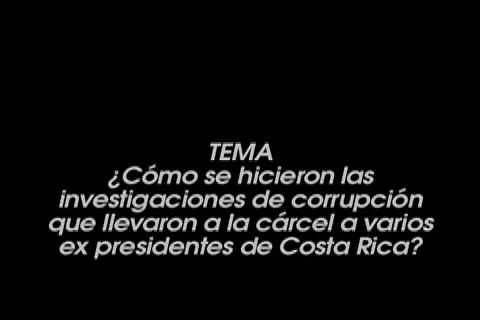 TEMA
¿Cómo se hicieron las
investigaciones de corrupción
que llevaron a la cárcel a varios
ex presidentes de Costa Rica?